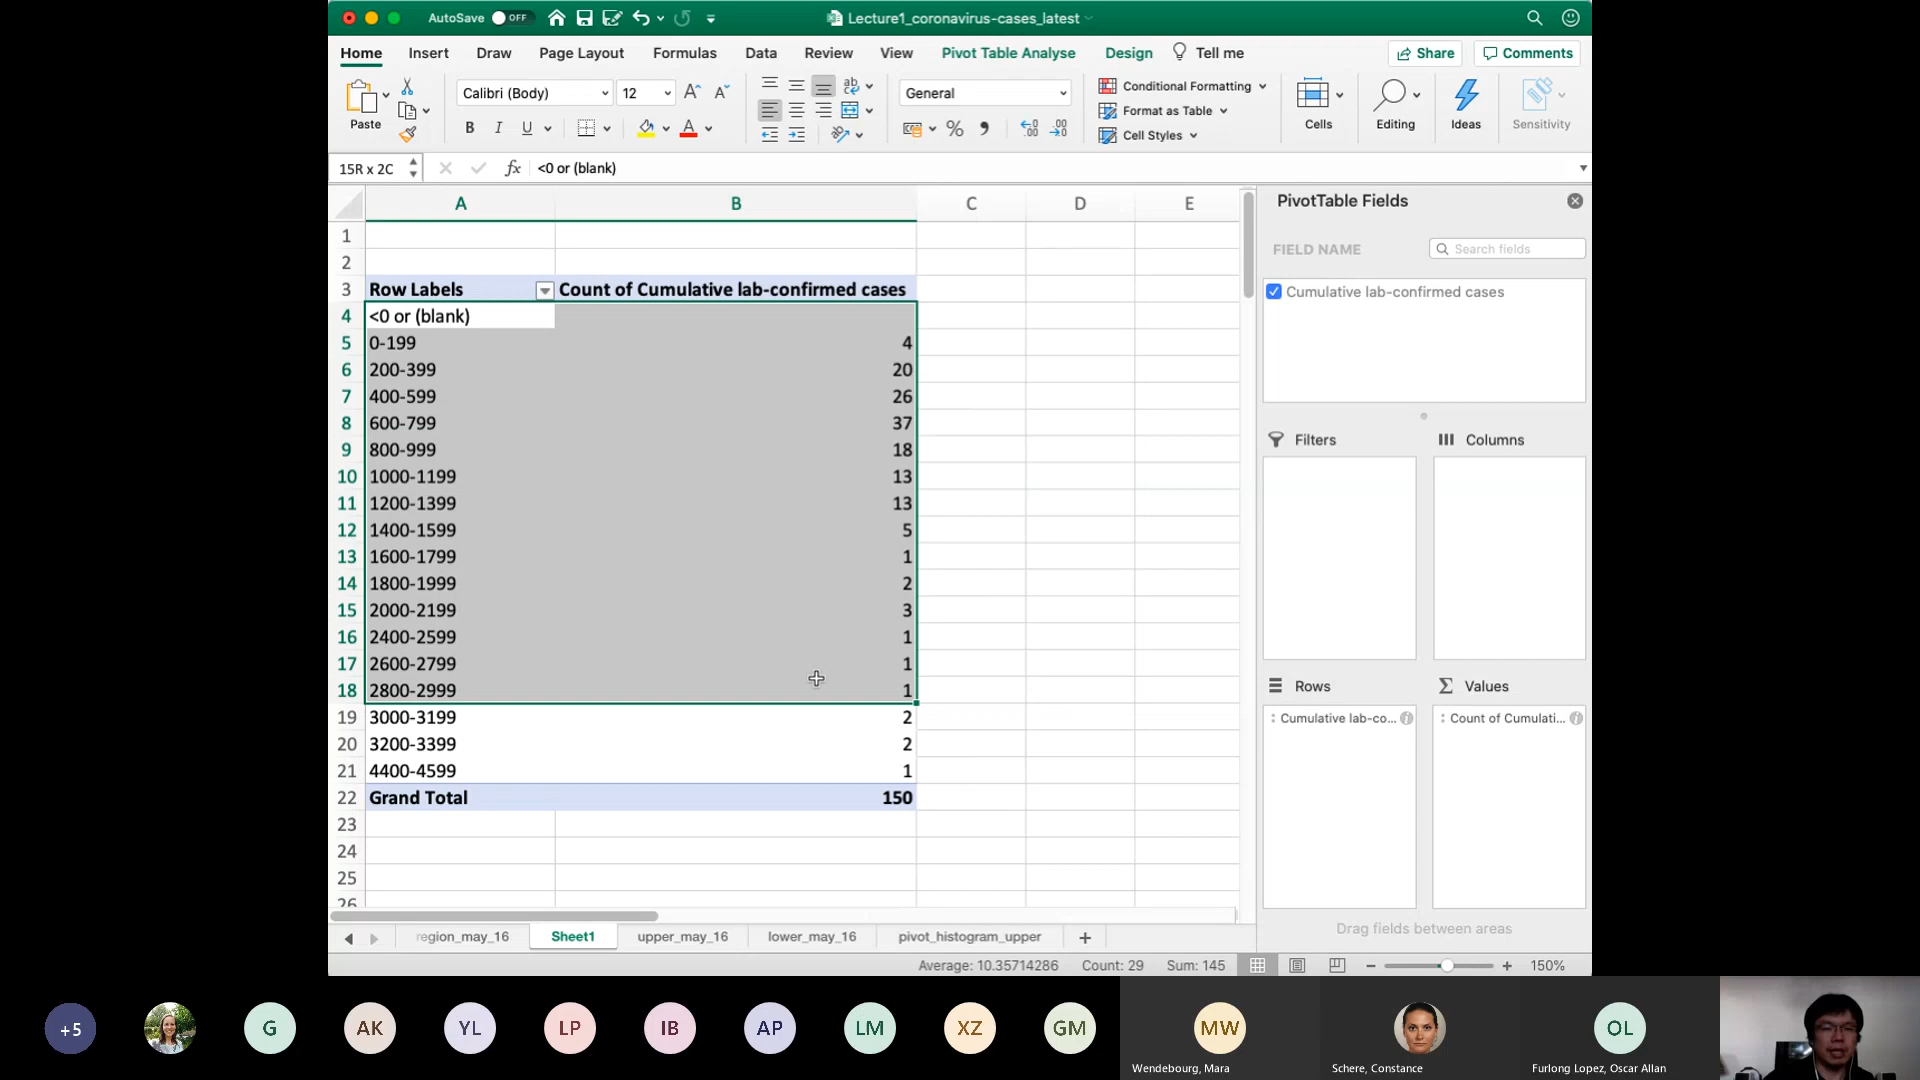 AutoSave OFF
Lecture1_coronavirus-cases_latest
Home Insert Draw Page Layout Formulas Data Review View Pivot Table Analyse Design Tell me Share Comments
Paste
Calibri (Body) 12
B I U
General
Conditional Formatting
Format as Table
Cell Styles
Cells Editing Ideas Sensitivity
15R x 2C fx <0 or (blank)
A B C D E
1
2
3 Row Labels Count of Cumulative lab-confirmed cases
4 <0 or (blank)
5 0-199 4
6 200-399 20
7 400-599 26
8 600-799 37
9 800-999 18
10 1000-1199 13
11 1200-1399 13
12 1400-1599 5
13 1600-1799 1
14 1800-1999 2
15 2000-2199 3
16 2400-2599 1
17 2600-2799 1
18 2800-2999 1
19 3000-3199 2
20 3200-3399 2
21 4400-4599 1
22 Grand Total 150
23
24
25
26
PivotTable Fields
FIELD NAME Search fields
Cumulative lab-confirmed cases
Filters Columns
Rows Values
Cumulative lab-co... Count of Cumulati...
Drag fields between areas
region_may_16 Sheet1 upper_may_16 lower_may_16 pivot_histogram_upper
Average: 10.35714286 Count: 29 Sum: 145 150%
+5 G AK YL LP IB AP LM XZ GM MW OL
Wendebourg, Mara Schere, Constance Furlong Lopez, Oscar Allan